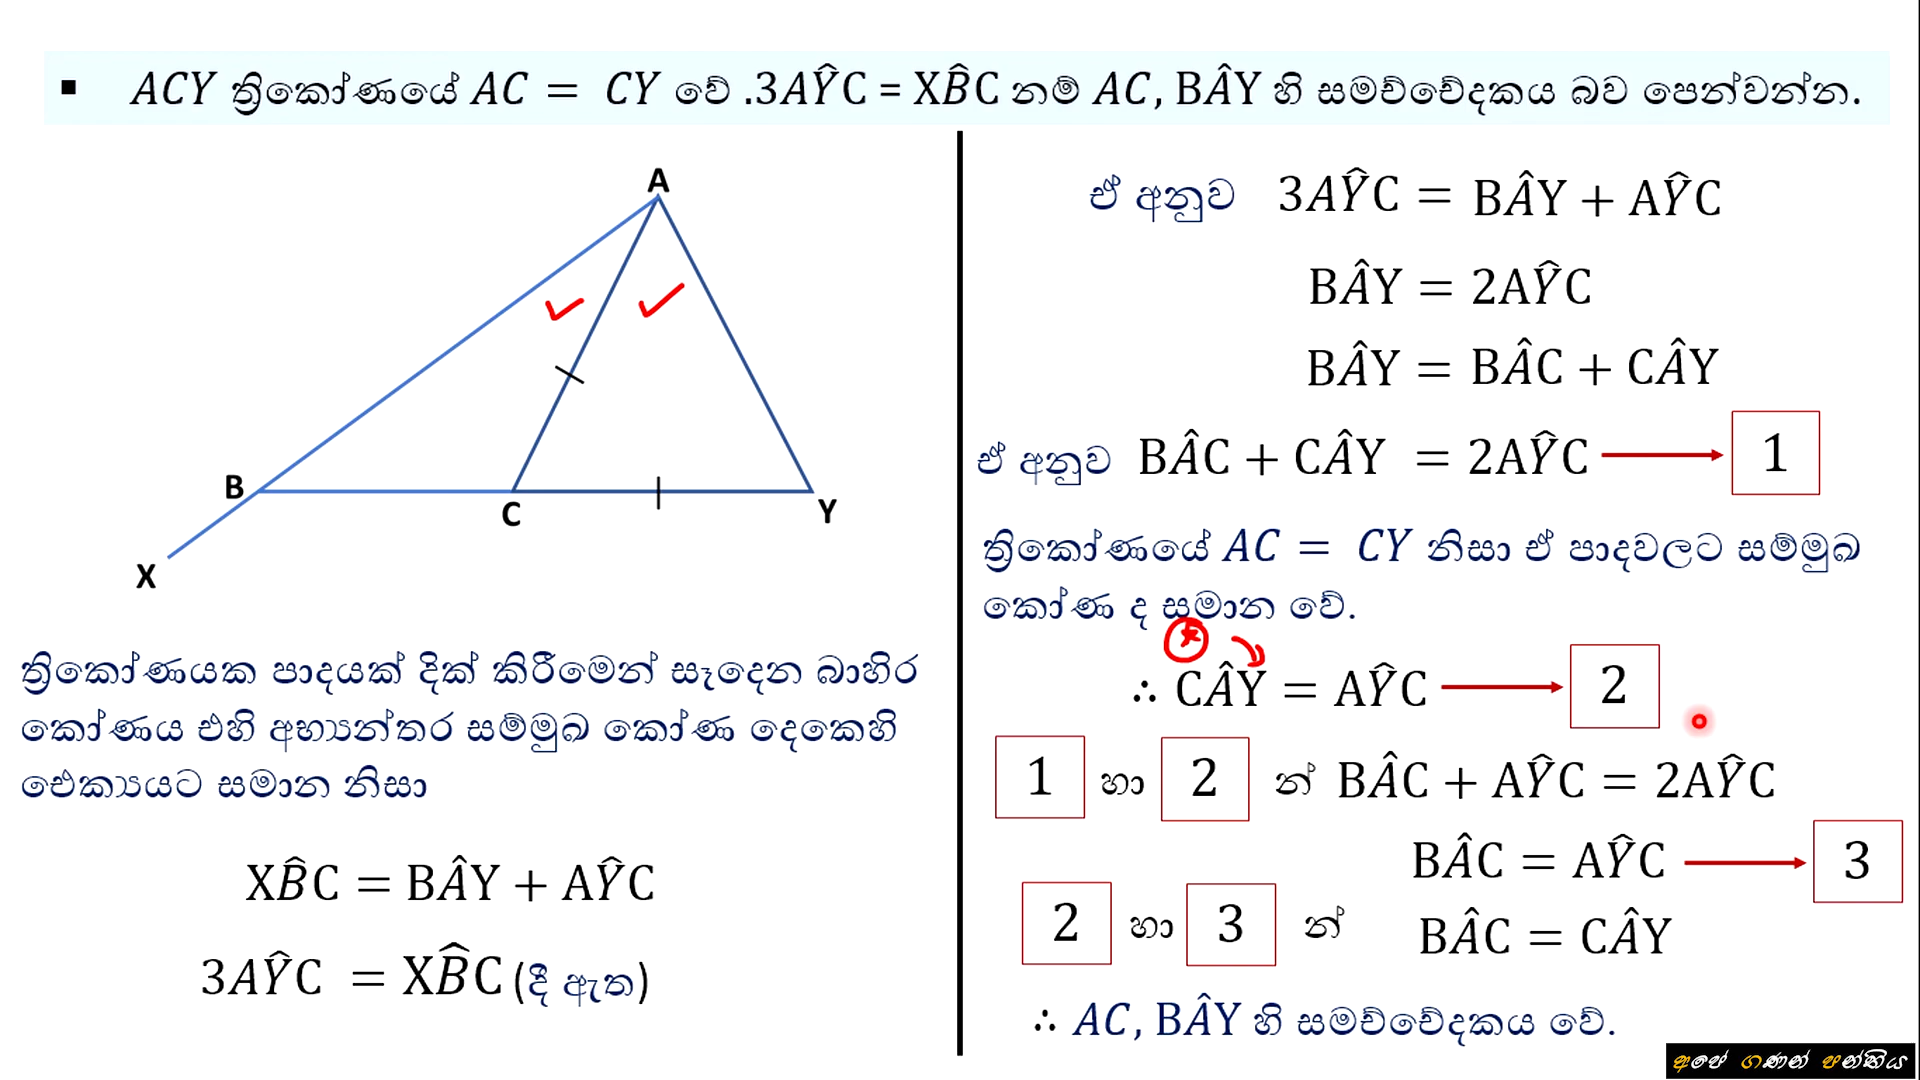 ▪ ACY ත්‍රිකෝණයේ AC = CY වේ .3AŶC = XB̂C නම් AC, BÂY හි සමච්ඡේදකය බව පෙන්වන්න.
A
B
C
Y
X
ත්‍රිකෝණයක පාදයක් දික් කිරීමෙන් සෑදෙන බාහිර
කෝණය එහි අභ්‍යන්තර සම්මුඛ කෝණ දෙකෙහි
ඓක්‍යයට සමාන නිසා
XB̂C = BÂY + AŶC
3AŶC = XB̂C (දී ඇත)
ඒ අනුව 3AŶC = BÂY + AŶC
BÂY = 2AŶC
BÂY = BÂC + CÂY
ඒ අනුව BÂC + CÂY = 2AŶC → 1
ත්‍රිකෝණයේ AC = CY නිසා ඒ පාදවලට සම්මුඛ
කෝණ ද සමාන වේ.
∴ CÂY = AŶC → 2
1 හා 2 න් BÂC + AŶC = 2AŶC
BÂC = AŶC → 3
2 හා 3 න් BÂC = CÂY
∴ AC, BÂY හි සමච්ඡේදකය වේ.
අපේ ගණන් පන්තිය